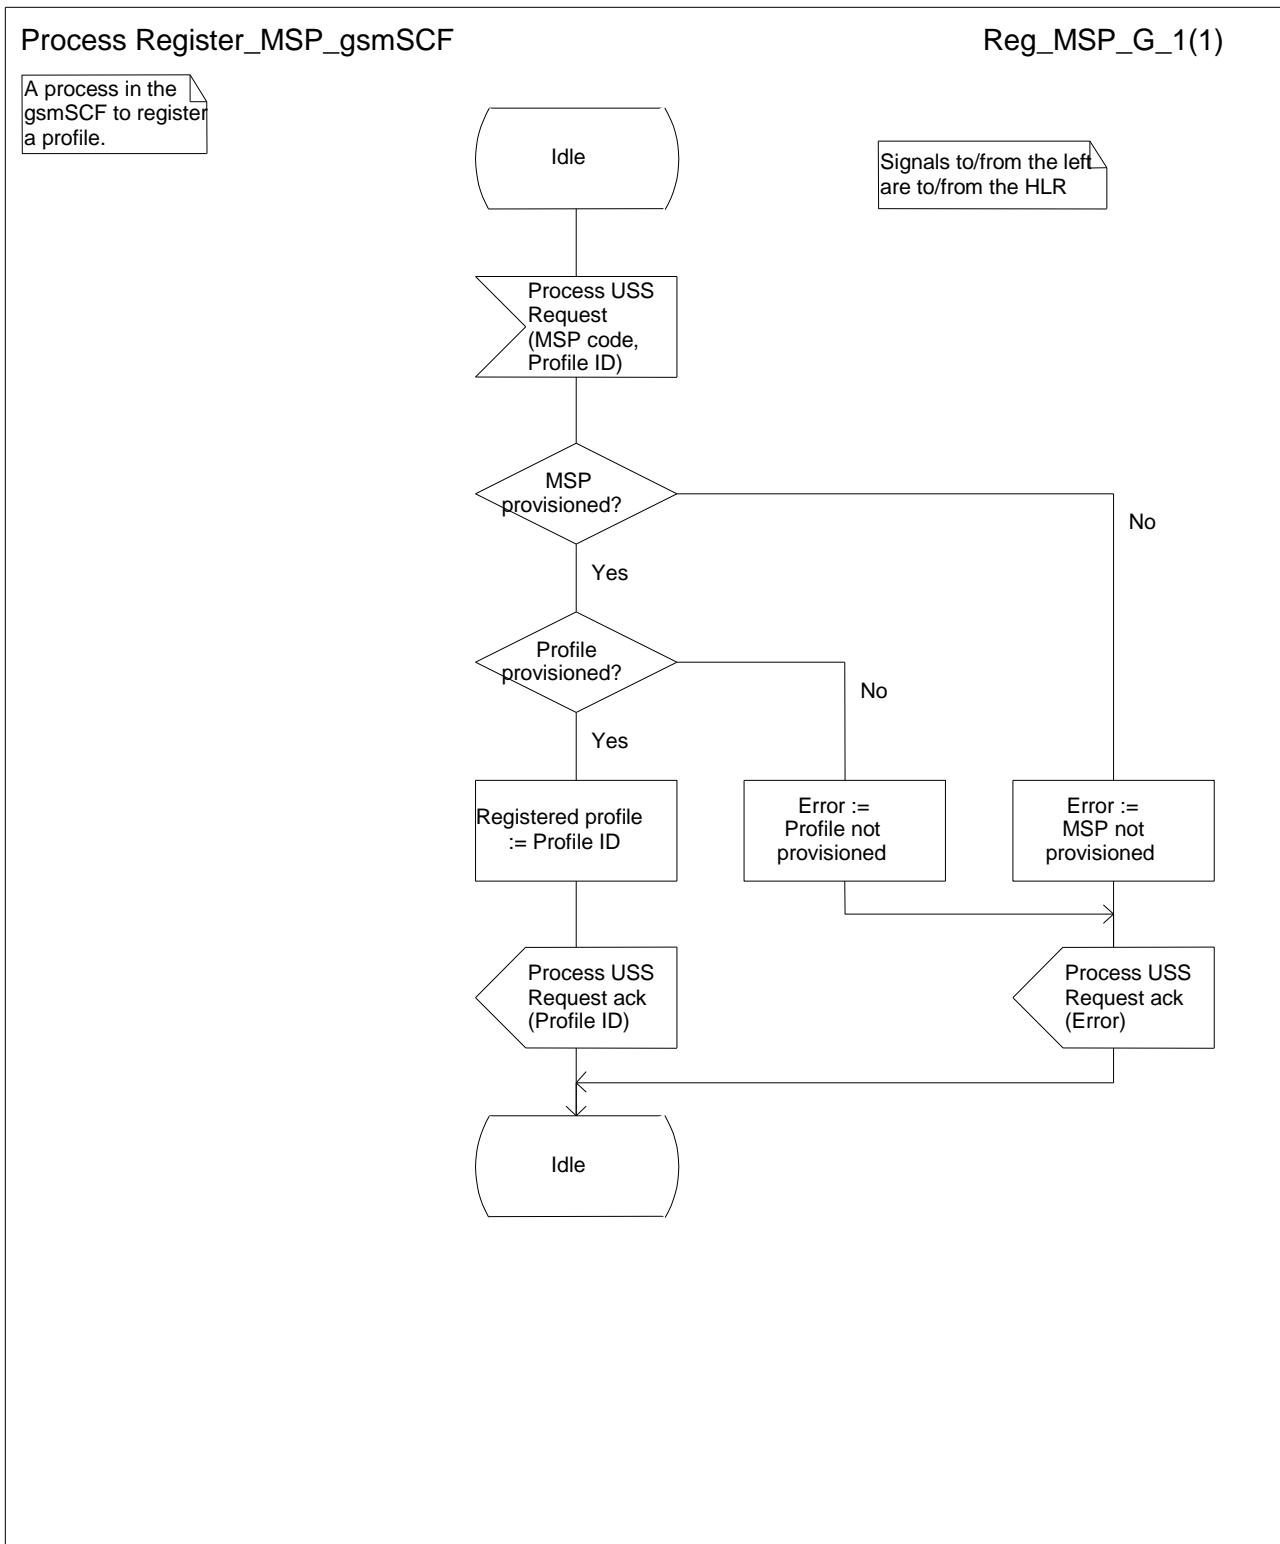 Process Register_MSP_gsmSCF
Reg_MSP_G_1(1)
A process in the
gsmSCF to register
a profile.
Idle
Signals to/from the left
are to/from the HLR
Process USS
Request
(MSP code,
Profile ID)
MSP
provisioned?
No
Yes
Profile
provisioned?
No
Yes
Registered profile
:= Profile ID
Error :=
Profile not
provisioned
Error :=
MSP not
provisioned
Process USS
Request ack
(Profile ID)
Process USS
Request ack
(Error)
Idle